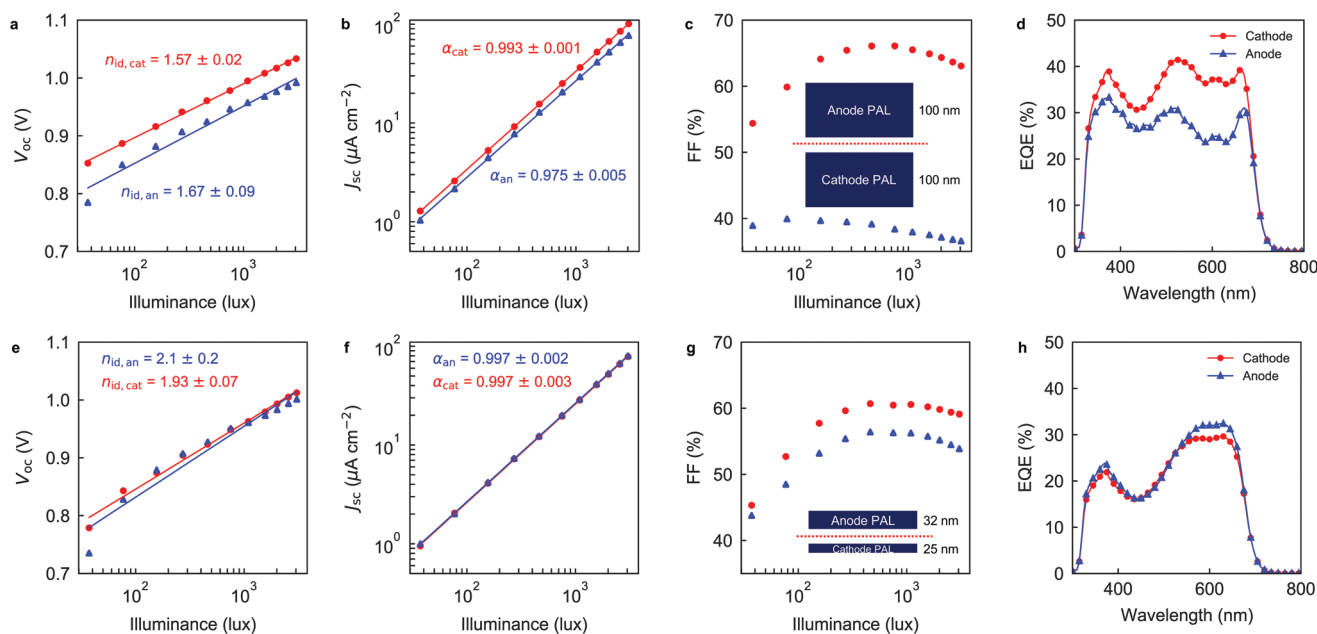 a
1.1
1.0
0.9
0.8
0.7
V_oc (V)
n_id, cat = 1.57 ± 0.02
n_id, an = 1.67 ± 0.09
10^2
10^3
Illuminance (lux)
b
10^2
10^1
10^0
J_sc (μA cm^−2)
α_cat = 0.993 ± 0.001
α_an = 0.975 ± 0.005
10^2
10^3
Illuminance (lux)
c
80
70
60
50
40
FF (%)
Anode PAL
100 nm
Cathode PAL
100 nm
10^2
10^3
Illuminance (lux)
d
50
40
30
20
10
0
EQE (%)
Cathode
Anode
400
500
600
700
800
Wavelength (nm)
e
1.1
1.0
0.9
0.8
0.7
V_oc (V)
n_id, an = 2.1 ± 0.2
n_id, cat = 1.93 ± 0.07
10^2
10^3
Illuminance (lux)
f
10^2
10^1
10^0
J_sc (μA cm^−2)
α_an = 0.997 ± 0.002
α_cat = 0.997 ± 0.003
10^2
10^3
Illuminance (lux)
g
80
70
60
50
40
FF (%)
Anode PAL
32 nm
Cathode PAL
25 nm
10^2
10^3
Illuminance (lux)
h
50
40
30
20
10
0
EQE (%)
Cathode
Anode
400
500
600
700
800
Wavelength (nm)